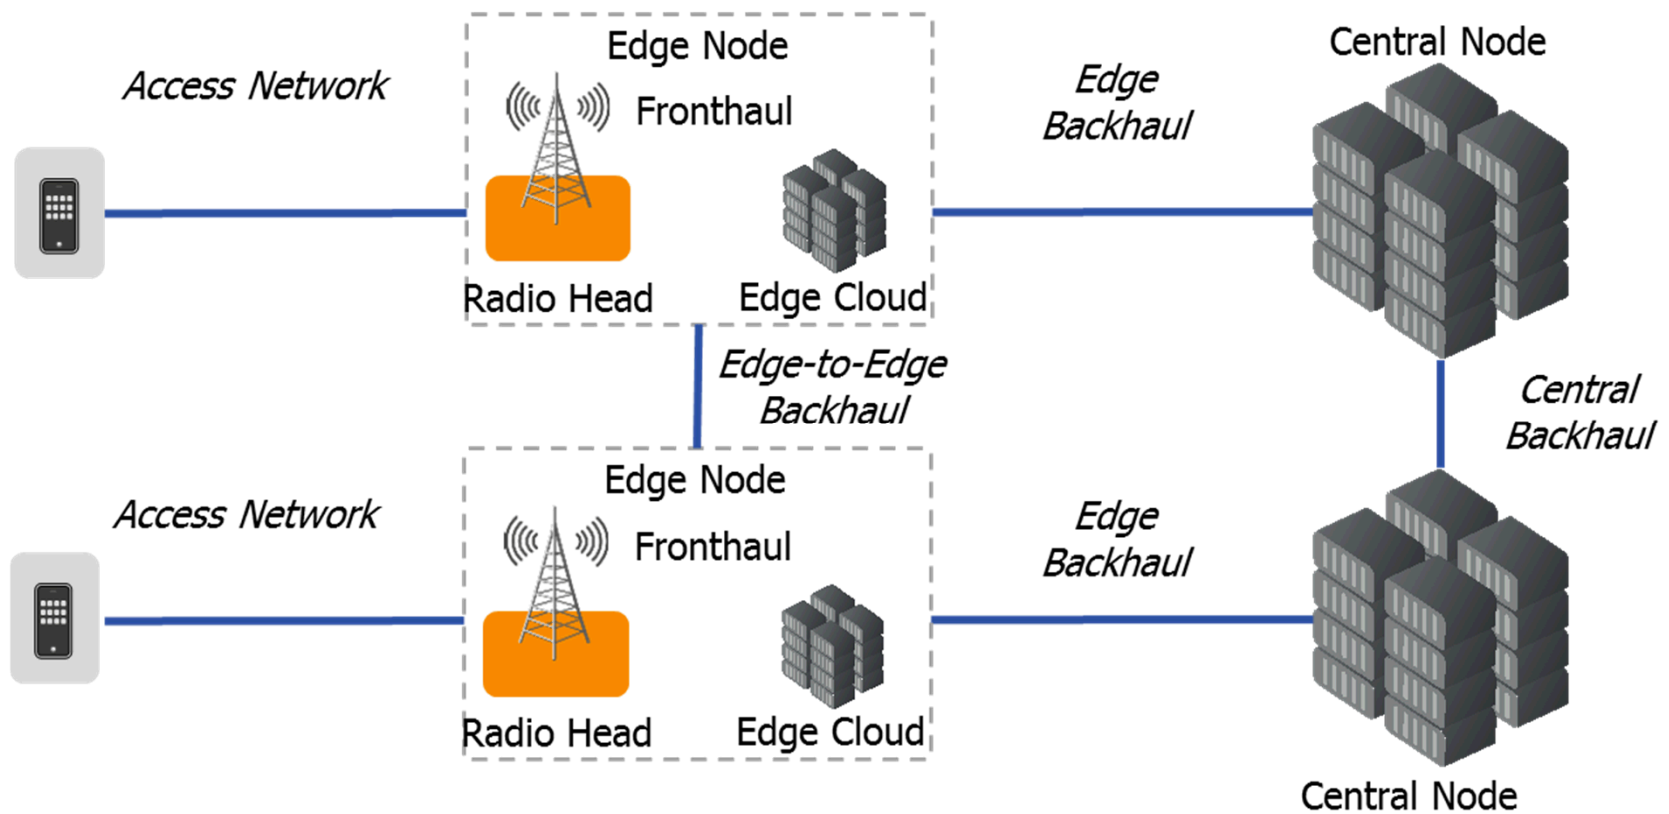 Edge Node
Central Node
Access Network
Edge
Backhaul
Fronthaul
Radio Head
Edge Cloud
Edge-to-Edge
Backhaul
Central
Backhaul
Edge Node
Access Network
Edge
Backhaul
Fronthaul
Radio Head
Edge Cloud
Central Node